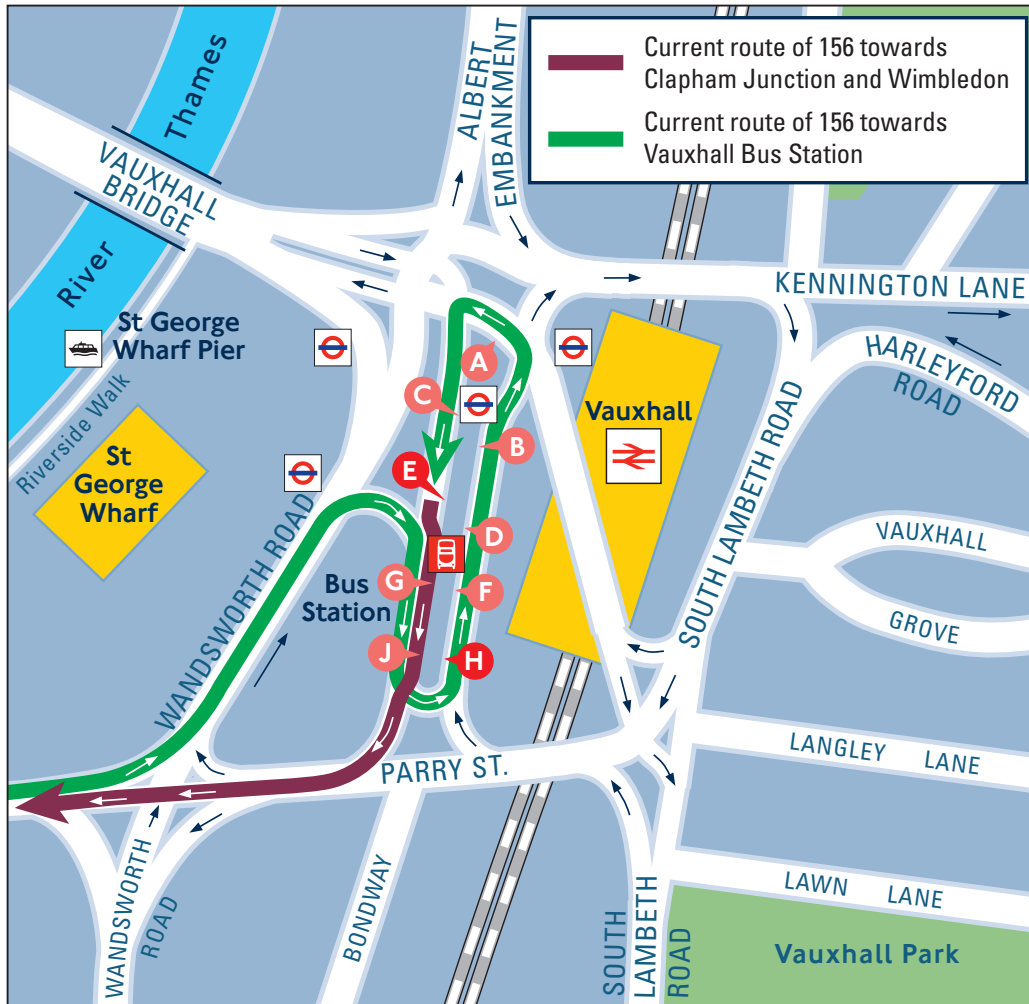 Current route of 156 towards
Clapham Junction and Wimbledon
Current route of 156 towards
Vauxhall Bus Station
ALBERT
EMBANKMENT
Thames
River
VAUXHALL
BRIDGE
KENNINGTON LANE
HARLEYFORD
ROAD
St George
Wharf Pier
Riverside Walk
St
George
Wharf
A
C
B
E
D
G
F
J
H
Vauxhall
SOUTH LAMBETH ROAD
VAUXHALL
GROVE
WANDSWORTH ROAD
Bus
Station
PARRY ST.
LANGLEY LANE
LAWN LANE
WANDSWORTH
ROAD
BONDWAY
SOUTH
LAMBETH
ROAD
Vauxhall Park